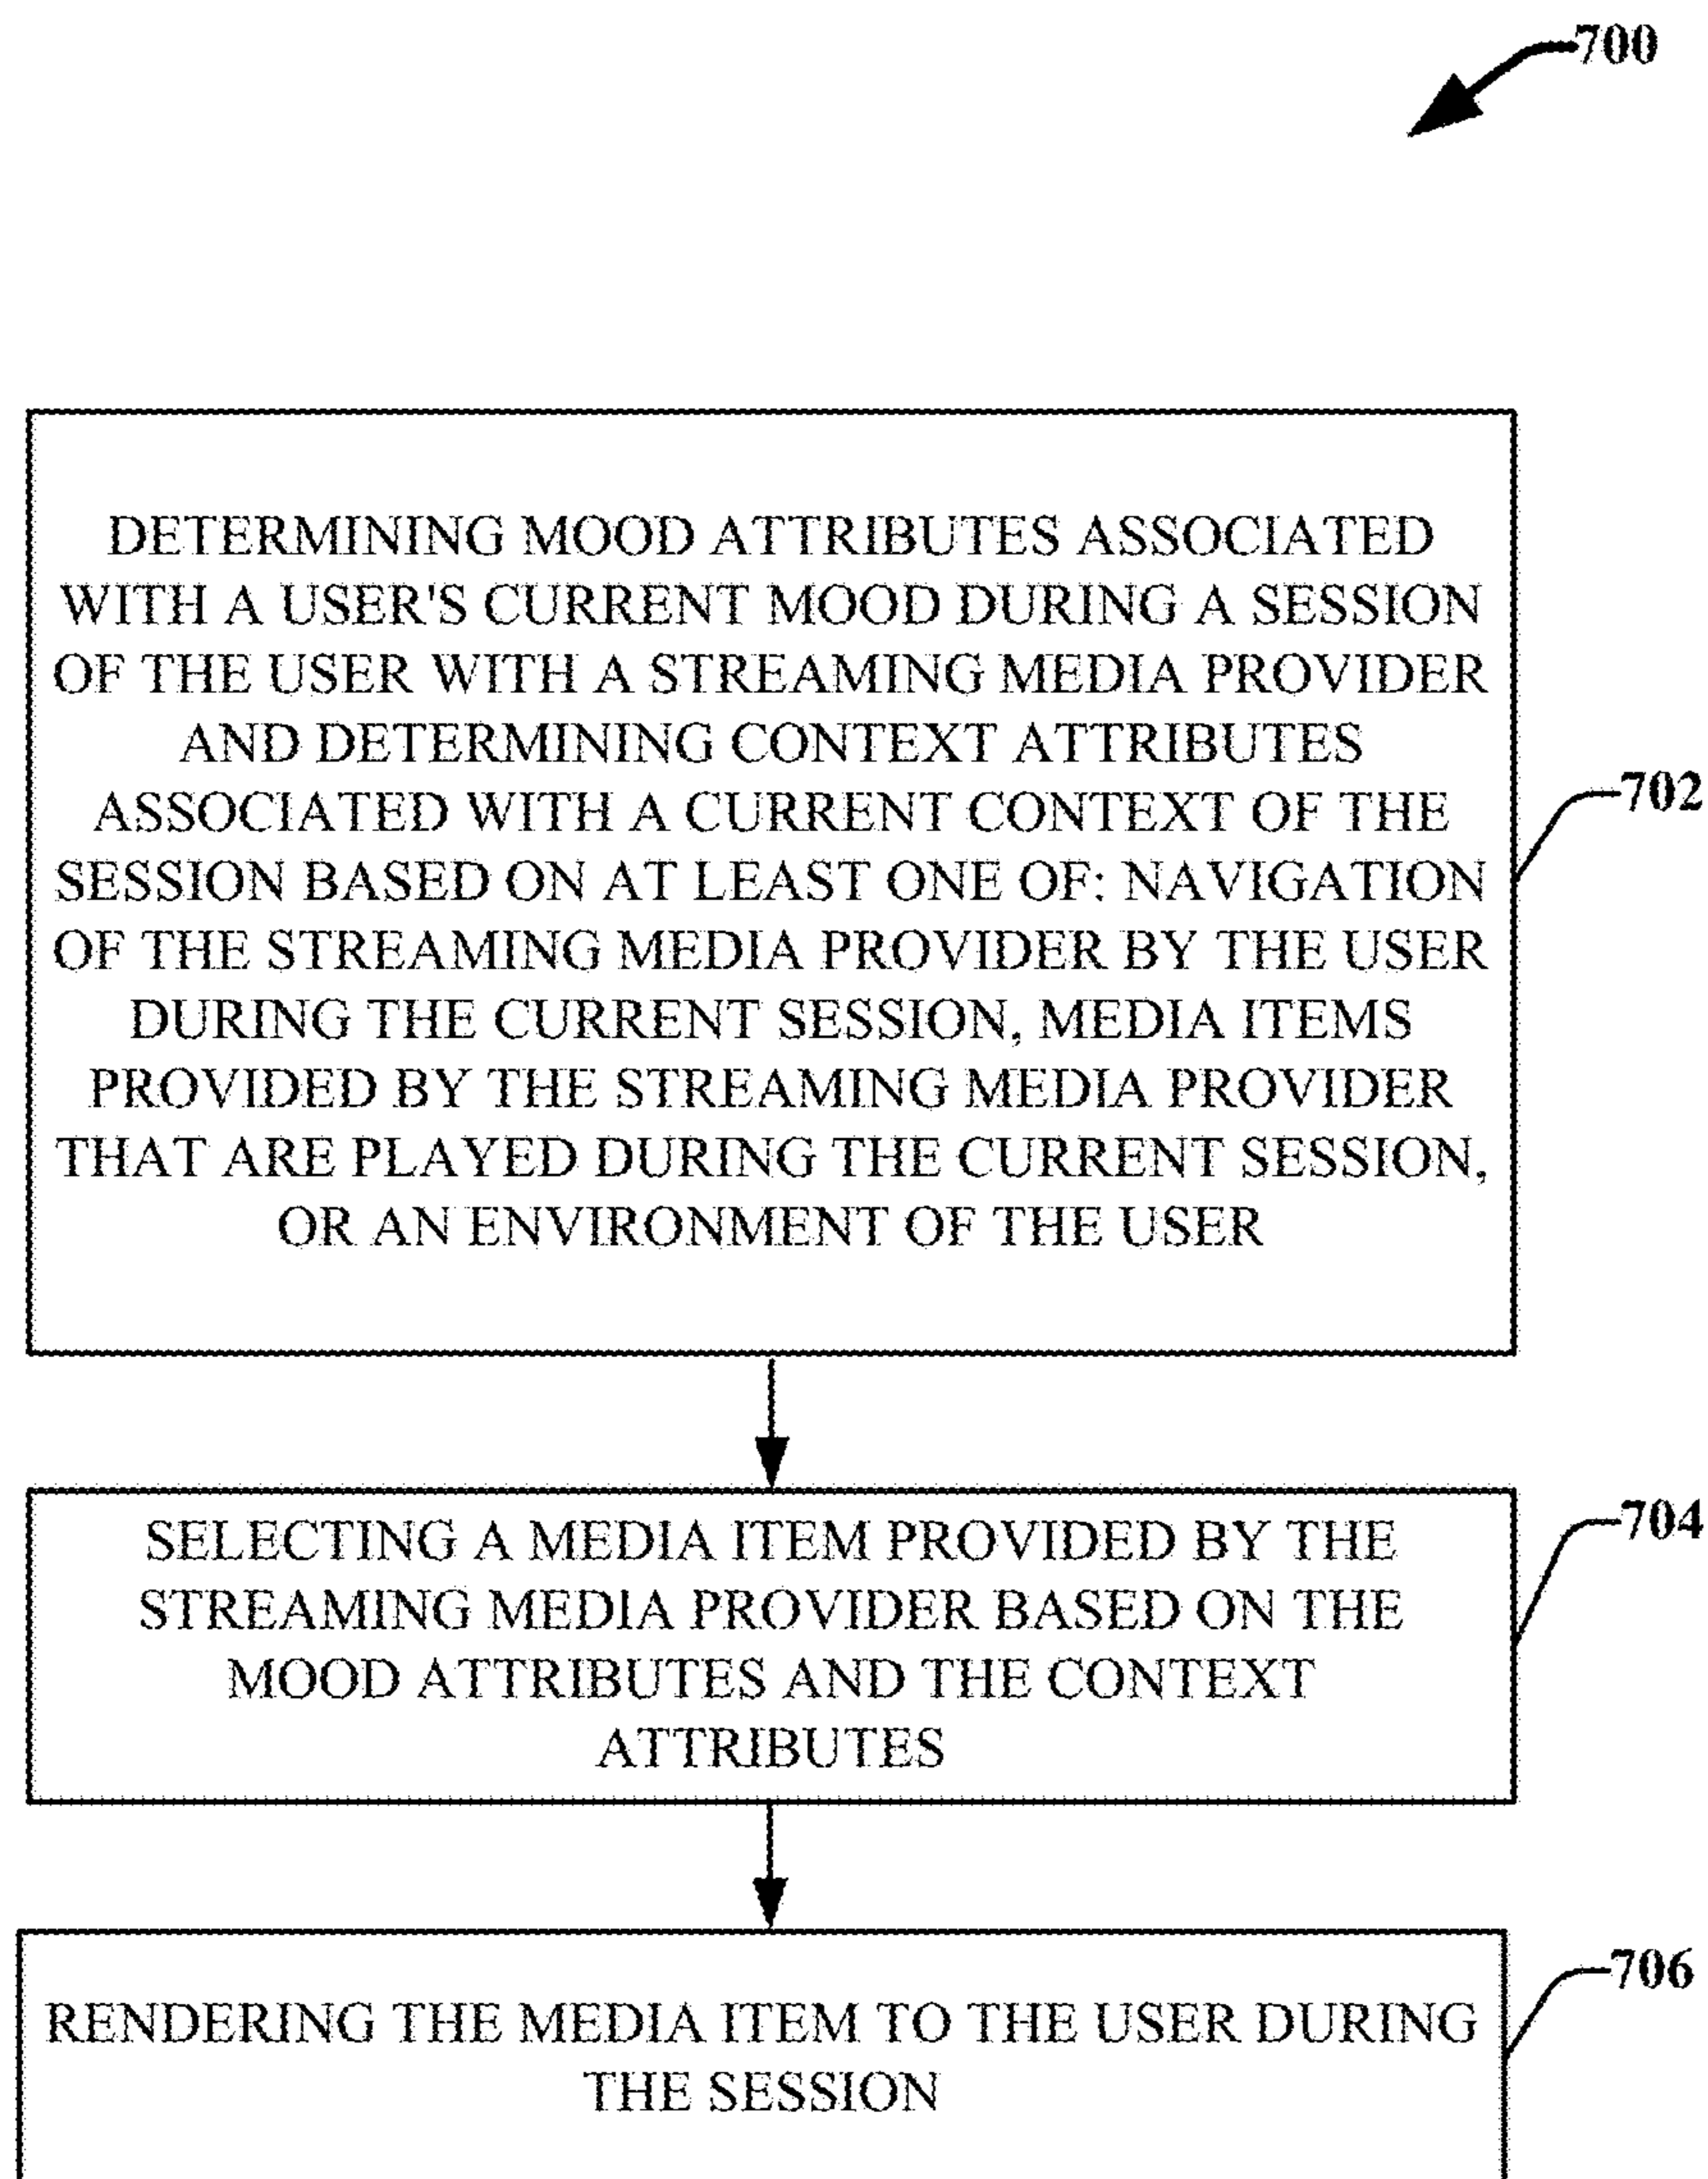 700
DETERMINING MOOD ATTRIBUTES ASSOCIATED
WITH A USER'S CURRENT MOOD DURING A SESSION
OF THE USER WITH A STREAMING MEDIA PROVIDER
AND DETERMINING CONTEXT ATTRIBUTES
ASSOCIATED WITH A CURRENT CONTEXT OF THE
SESSION BASED ON AT LEAST ONE OF: NAVIGATION
OF THE STREAMING MEDIA PROVIDER BY THE USER
DURING THE CURRENT SESSION, MEDIA ITEMS
PROVIDED BY THE STREAMING MEDIA PROVIDER
THAT ARE PLAYED DURING THE CURRENT SESSION,
OR AN ENVIRONMENT OF THE USER
702
SELECTING A MEDIA ITEM PROVIDED BY THE
STREAMING MEDIA PROVIDER BASED ON THE
MOOD ATTRIBUTES AND THE CONTEXT
ATTRIBUTES
704
RENDERING THE MEDIA ITEM TO THE USER DURING
THE SESSION
706